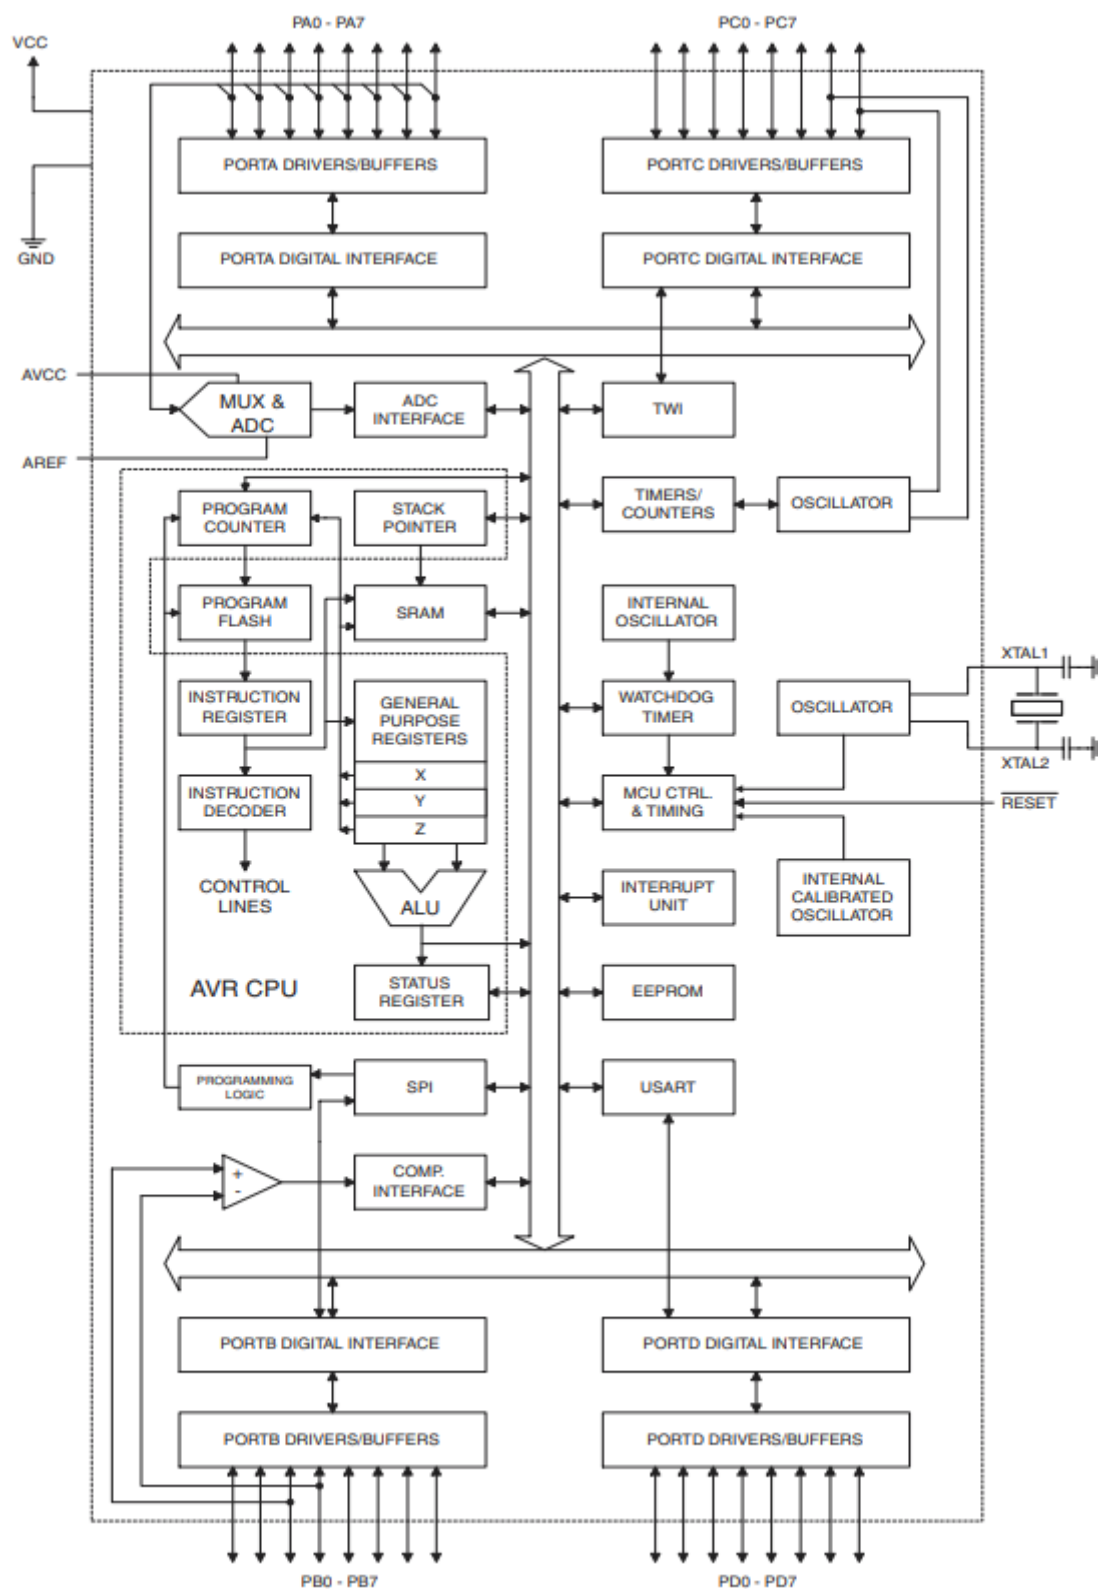 PA0 - PA7
PC0 - PC7
VCC
PORTA DRIVERS/BUFFERS
PORTC DRIVERS/BUFFERS
GND
PORTA DIGITAL INTERFACE
PORTC DIGITAL INTERFACE
AVCC
MUX &
ADC
ADC
INTERFACE
TWI
AREF
PROGRAM
COUNTER
STACK
POINTER
TIMERS/
COUNTERS
OSCILLATOR
PROGRAM
FLASH
SRAM
INTERNAL
OSCILLATOR
XTAL1
INSTRUCTION
REGISTER
GENERAL
PURPOSE
REGISTERS
WATCHDOG
TIMER
OSCILLATOR
XTAL2
X
Y
Z
INSTRUCTION
DECODER
MCU CTRL.
& TIMING
RESET
CONTROL
LINES
ALU
INTERRUPT
UNIT
INTERNAL
CALIBRATED
OSCILLATOR
AVR CPU
STATUS
REGISTER
EEPROM
PROGRAMMING
LOGIC
SPI
USART
+
-
COMP.
INTERFACE
PORTB DIGITAL INTERFACE
PORTD DIGITAL INTERFACE
PORTB DRIVERS/BUFFERS
PORTD DRIVERS/BUFFERS
PB0 - PB7
PD0 - PD7